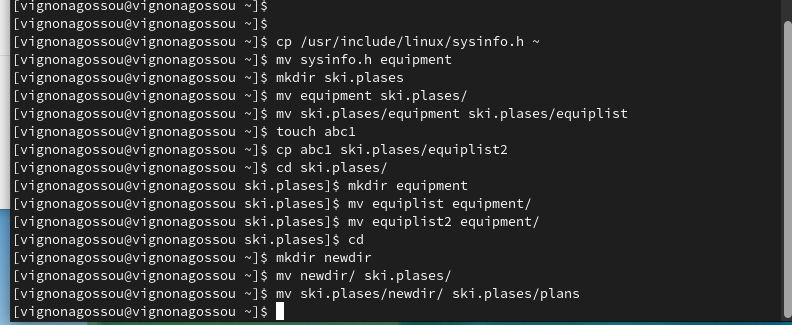 [vignonagossou@vignonagossou ~]$
[vignonagossou@vignonagossou ~]$
[vignonagossou@vignonagossou ~]$ cp /usr/include/linux/sysinfo.h ~
[vignonagossou@vignonagossou ~]$ mv sysinfo.h equipment
[vignonagossou@vignonagossou ~]$ mkdir ski.plases
[vignonagossou@vignonagossou ~]$ mv equipment ski.plases/
[vignonagossou@vignonagossou ~]$ mv ski.plases/equipment ski.plases/equiplist
[vignonagossou@vignonagossou ~]$ touch abc1
[vignonagossou@vignonagossou ~]$ cp abc1 ski.plases/equiplist2
[vignonagossou@vignonagossou ~]$ cd ski.plases/
[vignonagossou@vignonagossou ski.plases]$ mkdir equipment
[vignonagossou@vignonagossou ski.plases]$ mv equiplist equipment/
[vignonagossou@vignonagossou ski.plases]$ mv equiplist2 equipment/
[vignonagossou@vignonagossou ski.plases]$ cd
[vignonagossou@vignonagossou ~]$ mkdir newdir
[vignonagossou@vignonagossou ~]$ mv newdir/ ski.plases/
[vignonagossou@vignonagossou ~]$ mv ski.plases/newdir/ ski.plases/plans
[vignonagossou@vignonagossou ~]$